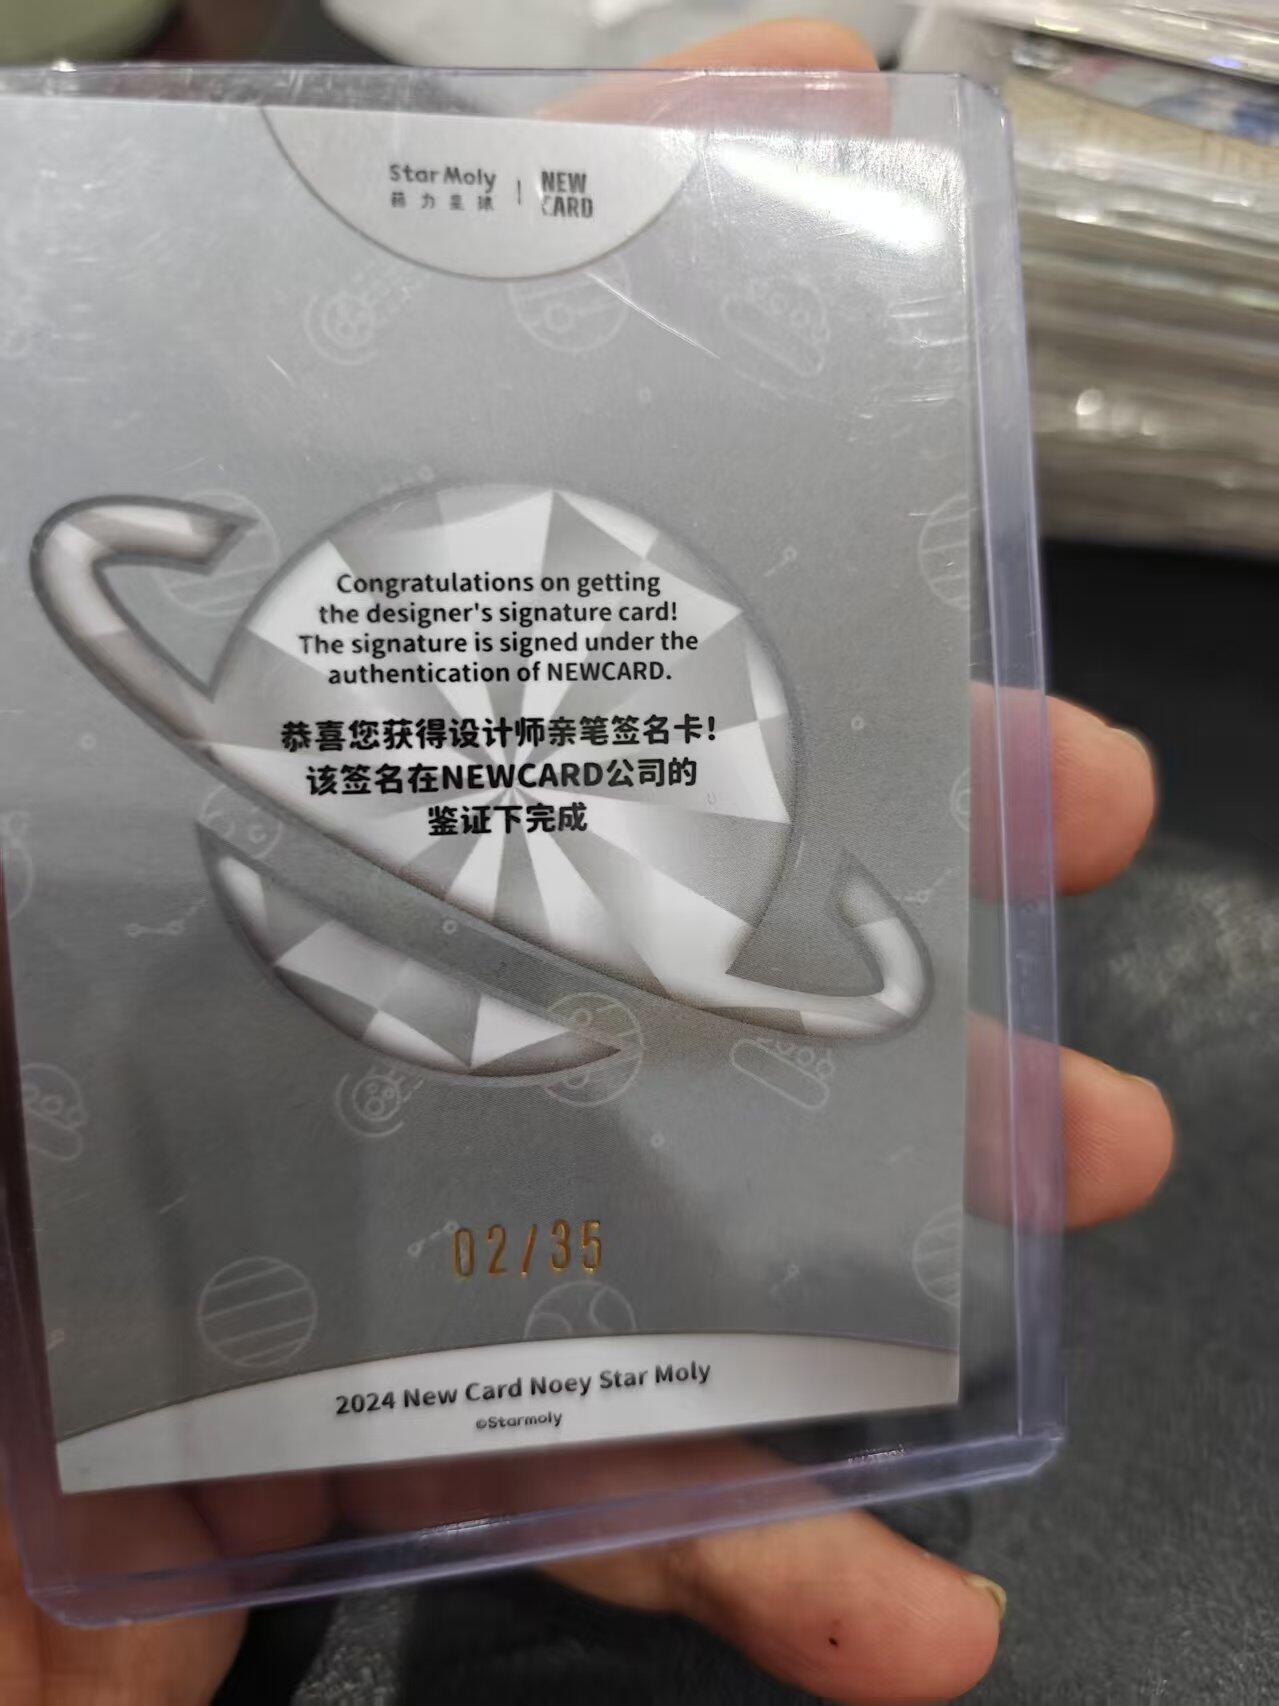 Star Moly | NEW CARD
力星球
Congratulations on getting
the designer's signature card!
The signature is signed under the
authentication of NEWCARD.
恭喜您获得设计师亲笔签名卡!
该签名在NEWCARD公司的
鉴证下完成
02/35
2024 New Card Noey Star Moly
©Starmoly